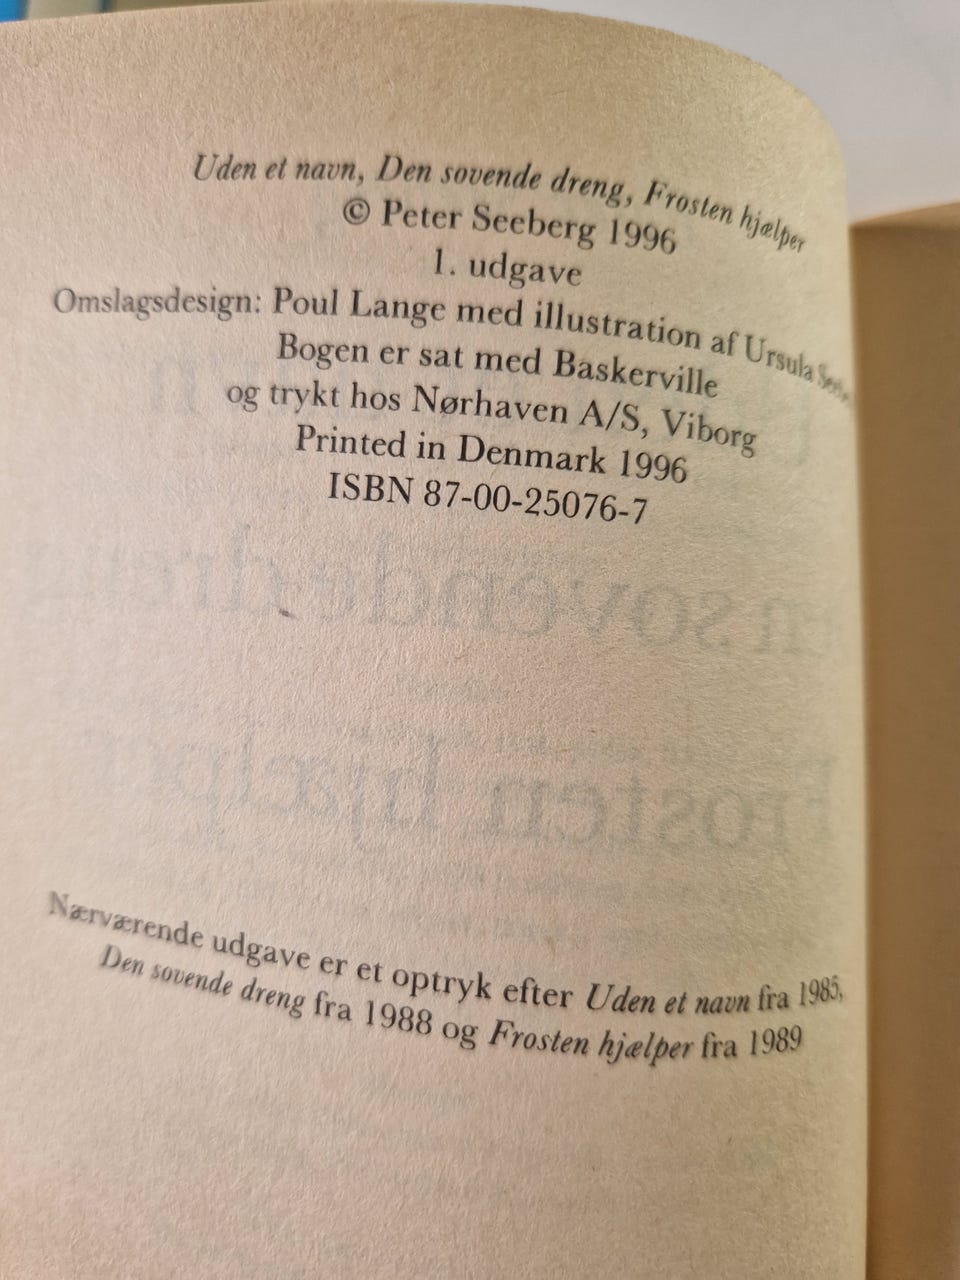 Uden et navn, Den sovende dreng, Frosten hjælper
© Peter Seeberg 1996
1. udgave
Omslagsdesign: Poul Lange med illustration af Ursula
Bogen er sat med Baskerville
og trykt hos Nørhaven A/S, Viborg
Printed in Denmark 1996
ISBN 87-00-25076-7
Nærværende udgave er et optryk efter Uden et navn fra 1985,
Den sovende dreng fra 1988 og Frosten hjælper fra 1989